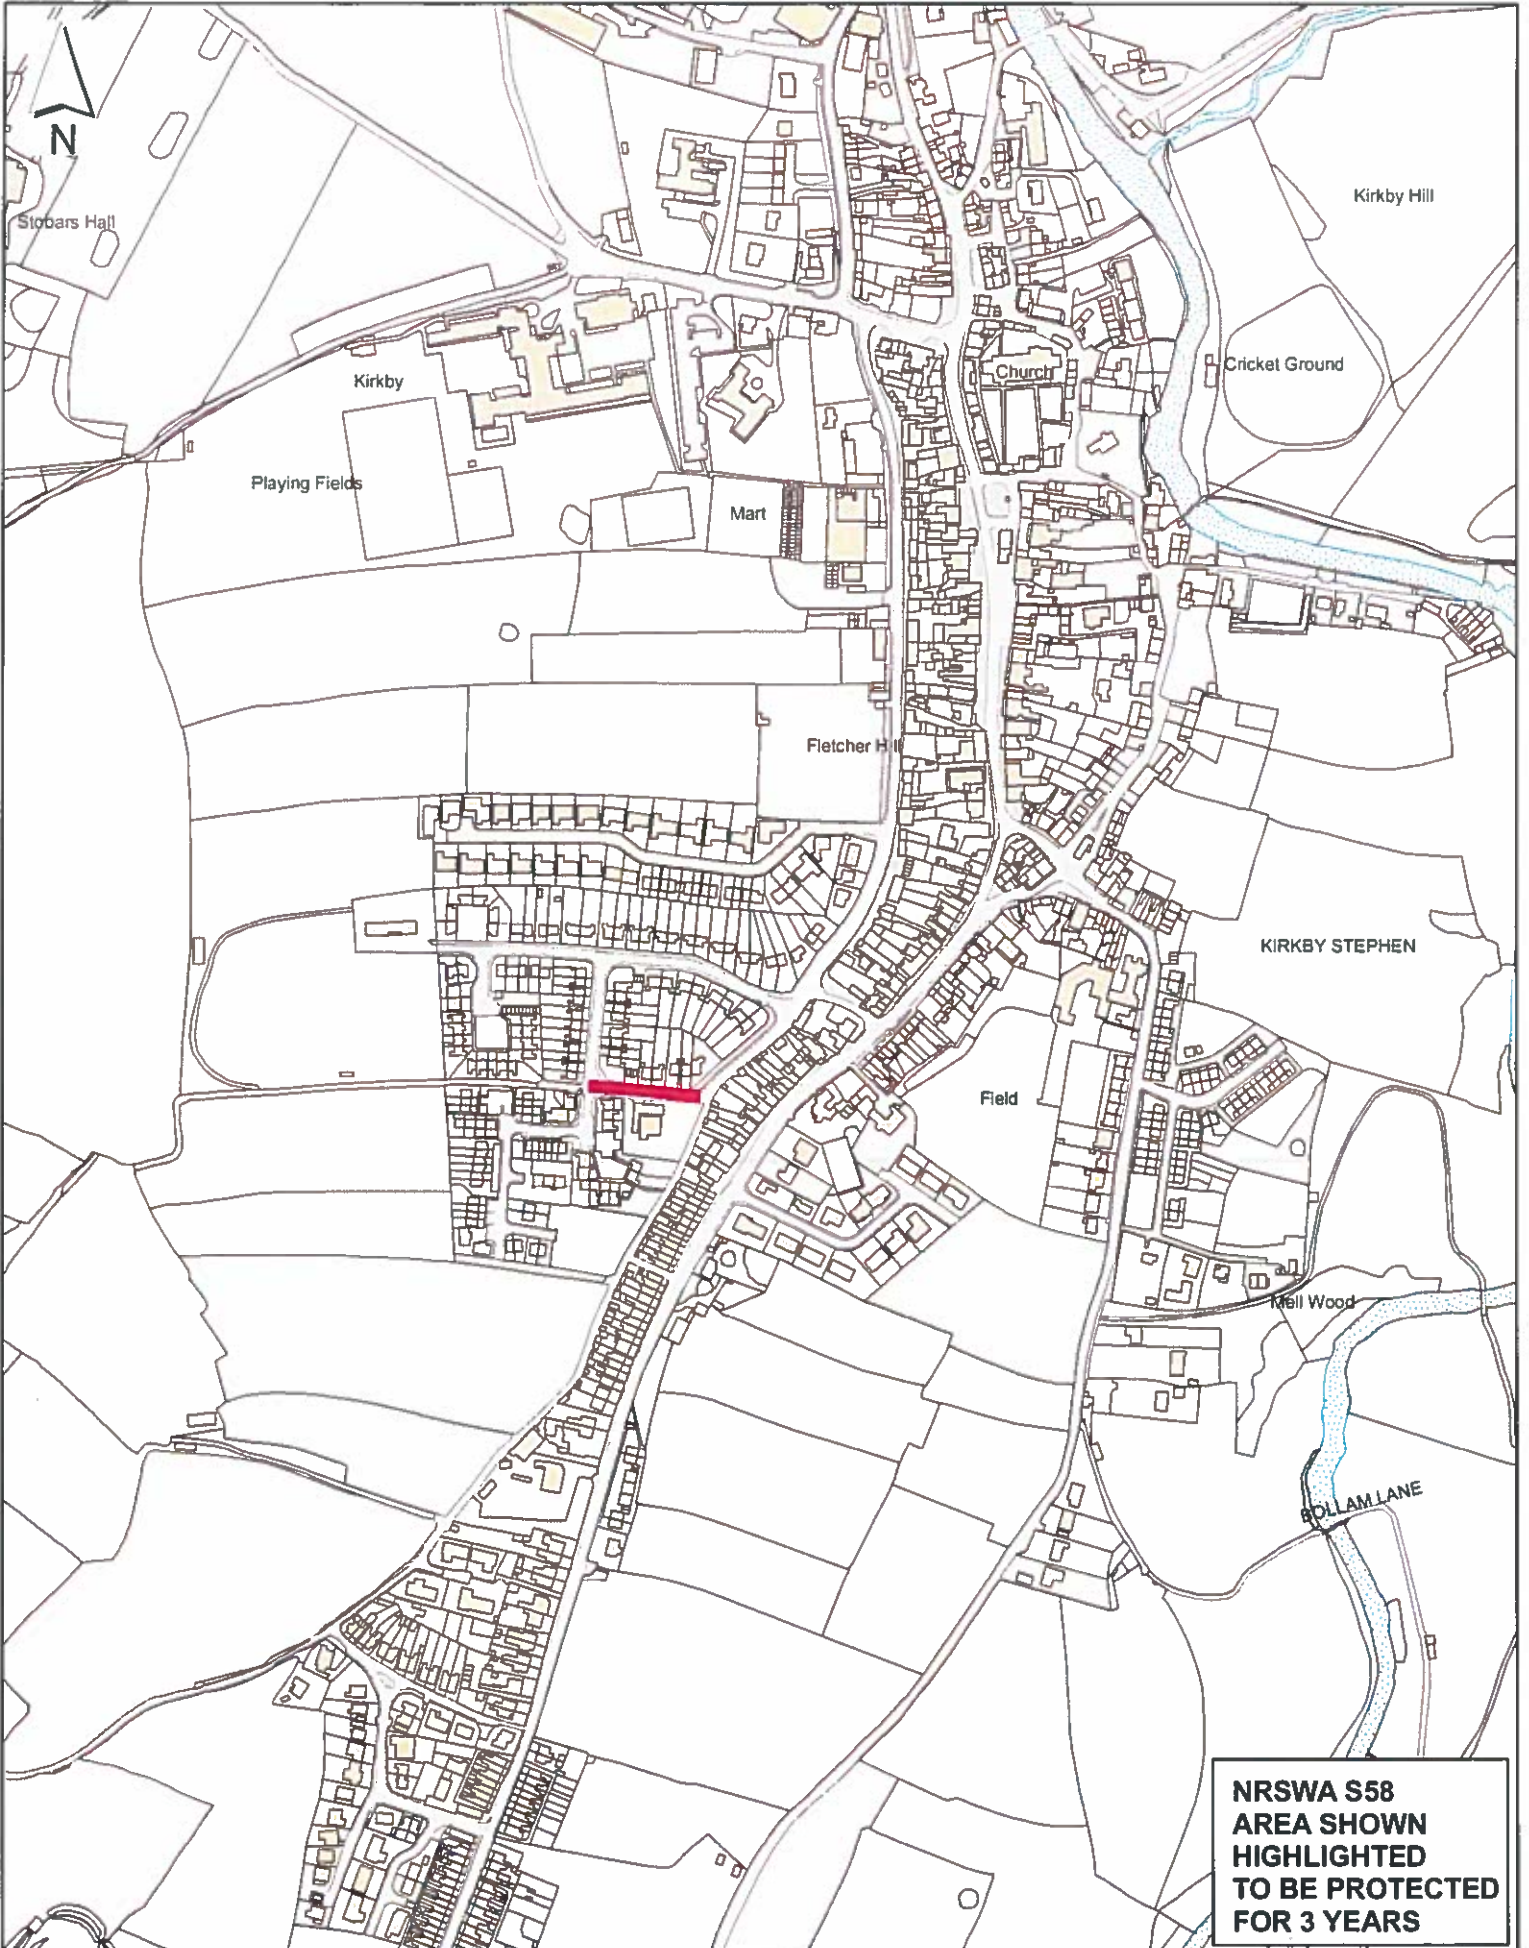 N
Stobars Hall
Kirkby Hill
Kirkby
Church
Cricket Ground
Playing Fields
Mart
Fletcher Hill
KIRKBY STEPHEN
Field
Mell Wood
BOLLAM LANE
NRSWA S58
AREA SHOWN
HIGHLIGHTED
TO BE PROTECTED
FOR 3 YEARS